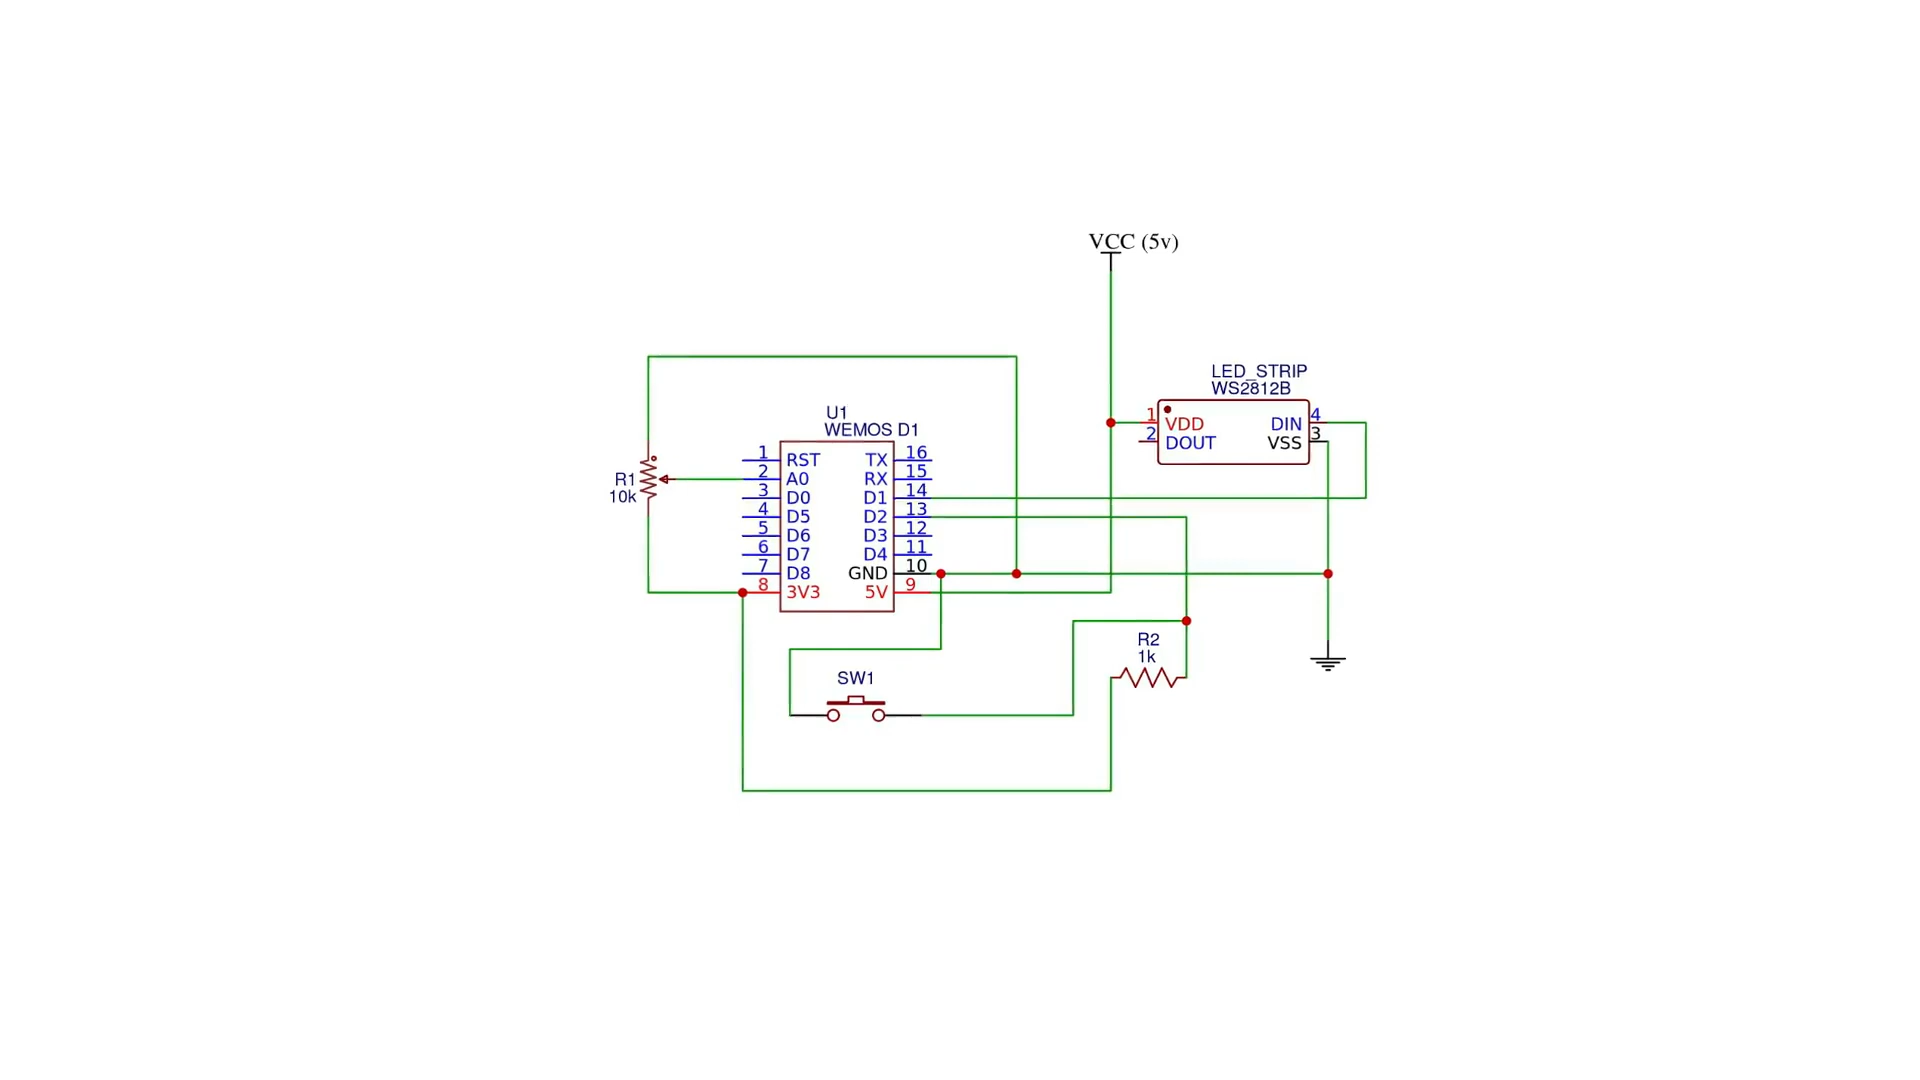 VCC (5v)
LED_STRIP
WS2812B
1 VDD DIN 4
2 DOUT VSS 3
U1
WEMOS D1
1 RST TX 16
2 A0 RX 15
3 D0 D1 14
4 D5 D2 13
5 D6 D3 12
6 D7 D4 11
7 D8 GND 10
8 3V3 5V 9
R1
10k
R2
1k
SW1